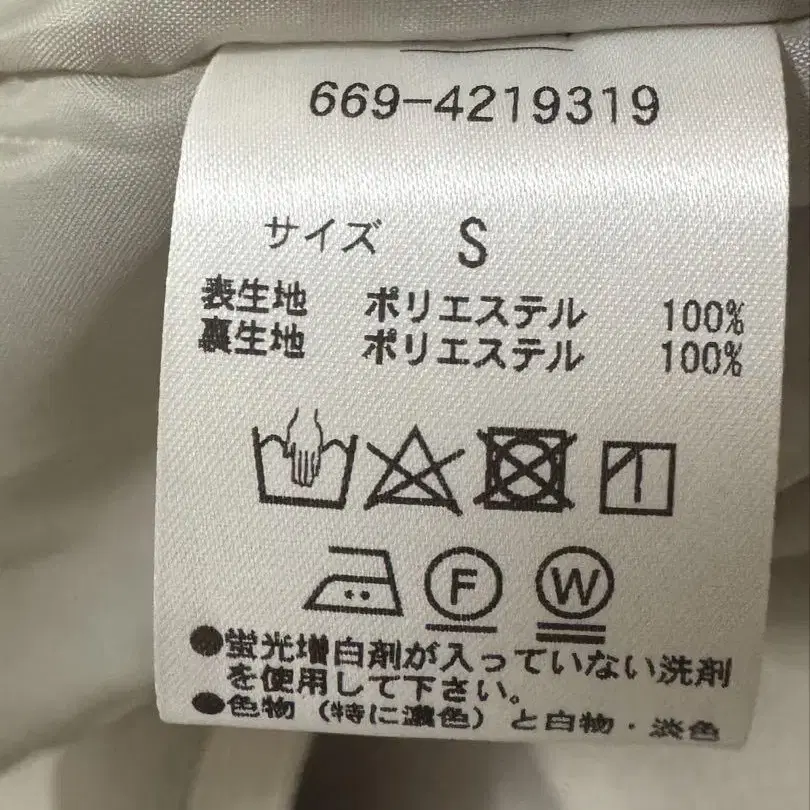 669-4219319
サイズ S
表生地 ポリエステル 100%
裏生地 ポリエステル 100%
F W
●蛍光増白剤が入っていない洗剤
を使用して下さい。
●色物(特に濃色)と白物・淡色